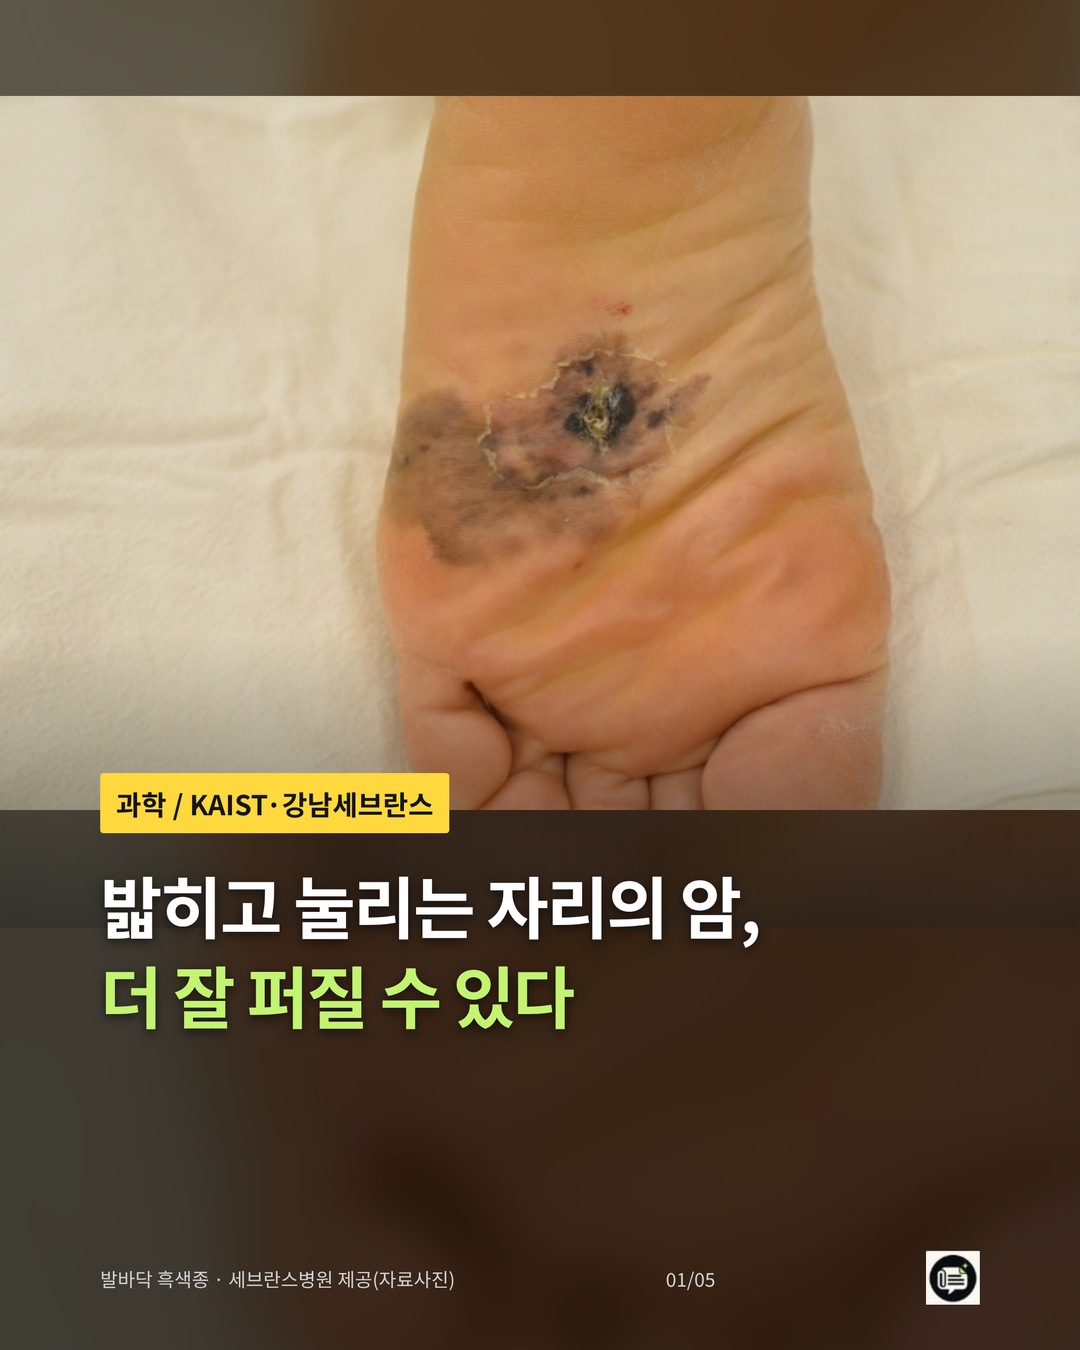 과학 / KAIST·강남세브란스
밟히고 눌리는 자리의 암,
더 잘 퍼질 수 있다
발바닥 흑색종 · 세브란스병원 제공(자료사진)
01/05